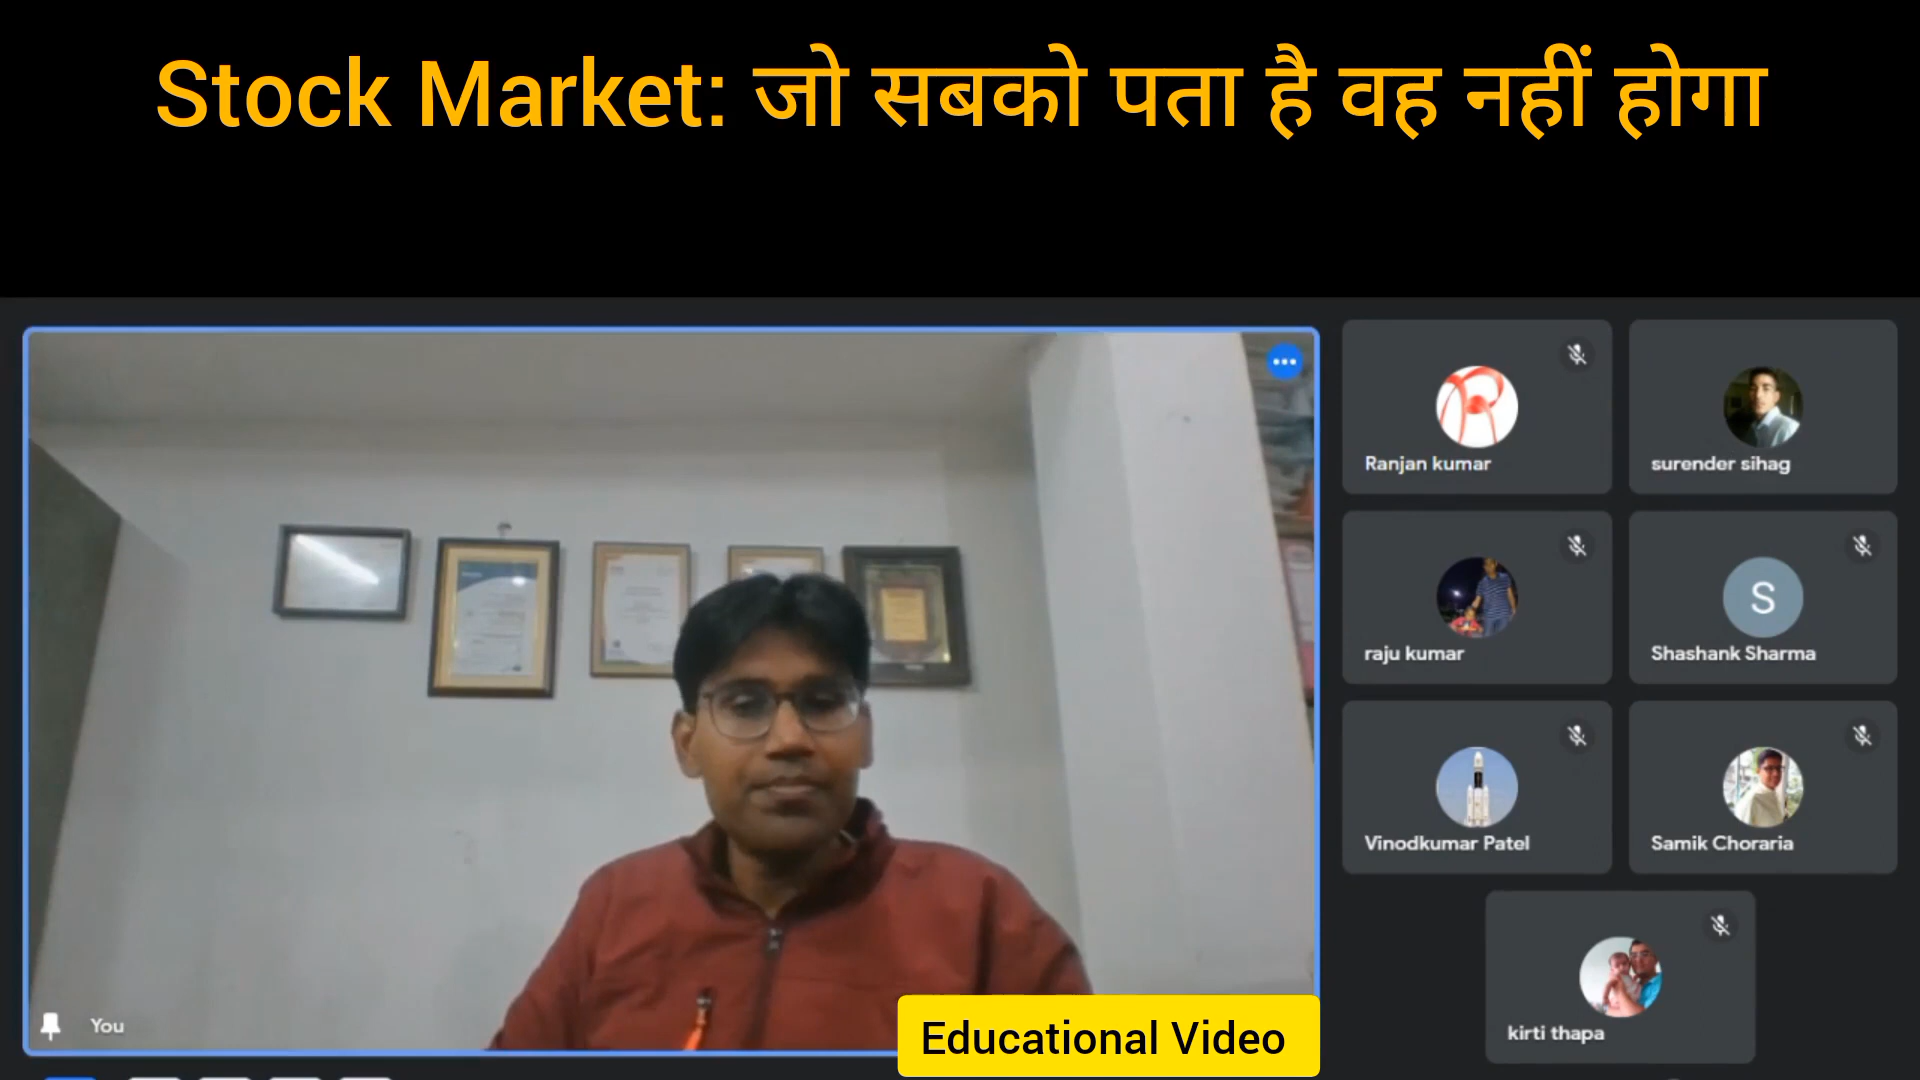 Stock Market: जो सबको पता है वह नहीं होगा
Ranjan kumar
surender sihag
raju kumar
S
Shashank Sharma
Vinodkumar Patel
Samik Choraria
kirti thapa
You
Educational Video